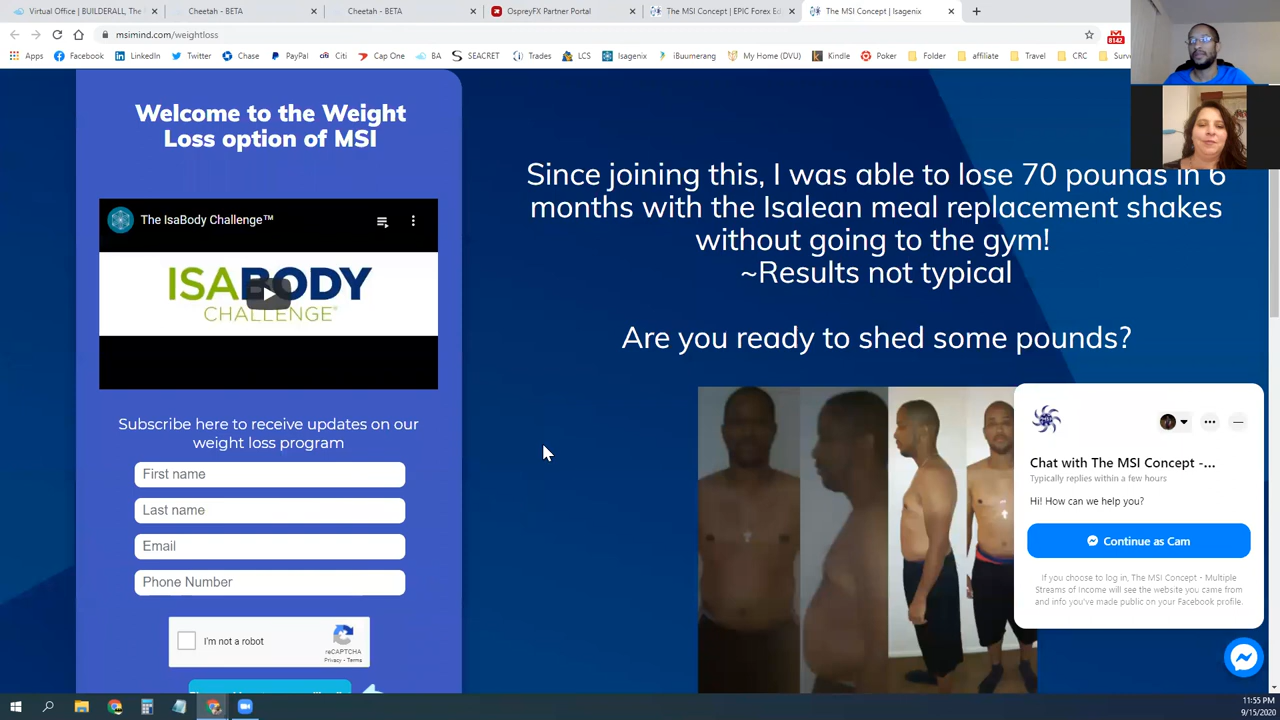 Virtual Office | BUILDERALL, The
Cheetah - BETA
Cheetah - BETA
OspreyFX Partner Portal
The MSI Concept | EPIC Forex Ed
The MSI Concept | Isagenix
msimind.com/weightloss
8142
Apps Facebook LinkedIn Twitter Chase PayPal Citi Cap One BA SEACRET Trades LCS Isagenix iBuumerang My Home (DVU) Kindle Poker Folder affiliate Travel CRC Surv
Welcome to the Weight
Loss option of MSI
The IsaBody Challenge™
ISABODY
CHALLENGE®
Subscribe here to receive updates on our
weight loss program
First name
Last name
Email
Phone Number
I'm not a robot
reCAPTCHA
Privacy - Terms
Since joining this, I was able to lose 70 pounds in 6
months with the Isalean meal replacement shakes
without going to the gym!
~Results not typical
Are you ready to shed some pounds?
Chat with The MSI Concept -...
Typically replies within a few hours
Hi! How can we help you?
Continue as Cam
If you choose to log in, The MSI Concept - Multiple
Streams of Income will see the website you came from
and info you've made public on your Facebook profile.
11:55 PM
9/15/2020